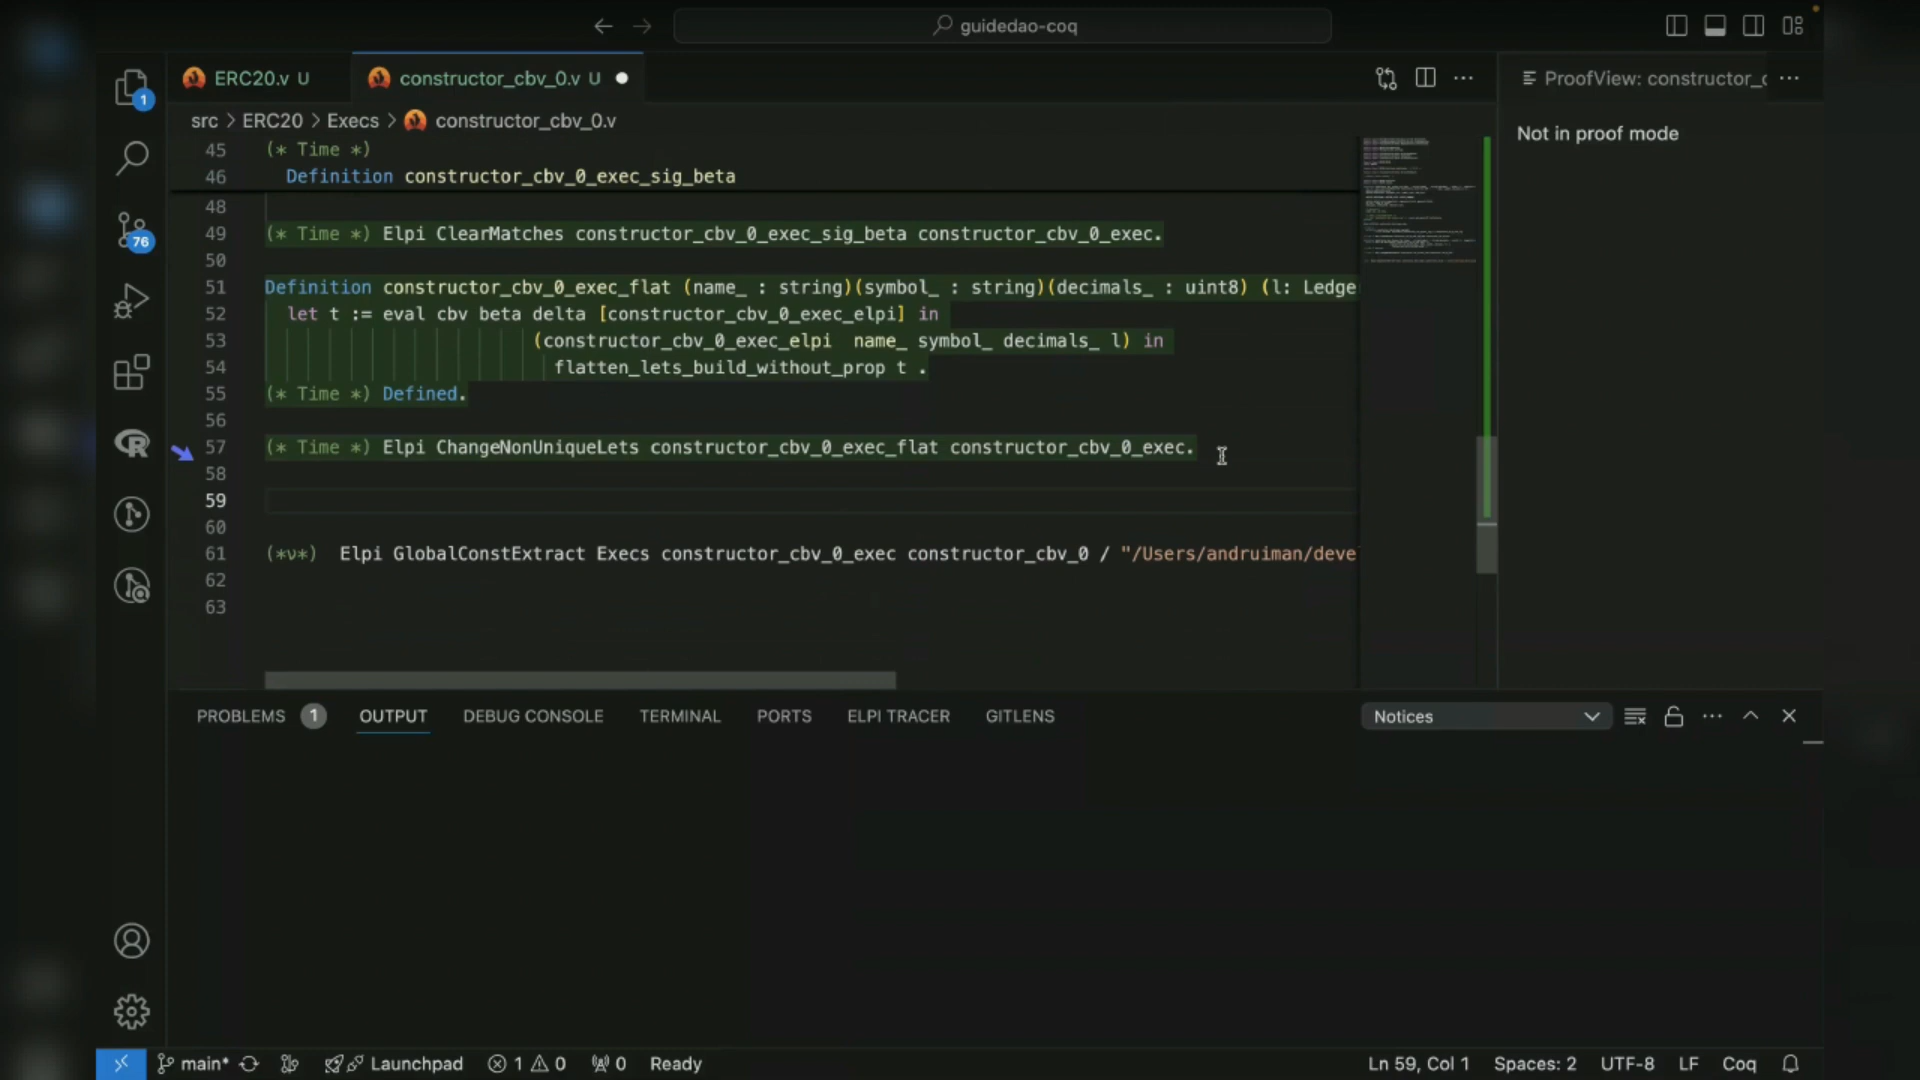 guidedao-coq
1
ERC20.v U
constructor_cbv_0.v U
ProofView: constructor_c
src > ERC20 > Execs > constructor_cbv_0.v
Not in proof mode
45 (* Time *)
46 Definition constructor_cbv_0_exec_sig_beta
48
49 (* Time *) Elpi ClearMatches constructor_cbv_0_exec_sig_beta constructor_cbv_0_exec.
50
51 Definition constructor_cbv_0_exec_flat (name_ : string)(symbol_ : string)(decimals_ : uint8) (l: Ledge
52 let t := eval cbv beta delta [constructor_cbv_0_exec_elpi] in
53 (constructor_cbv_0_exec_elpi name_ symbol_ decimals_ l) in
54 flatten_lets_build_without_prop t .
55 (* Time *) Defined.
56
57 (* Time *) Elpi ChangeNonUniqueLets constructor_cbv_0_exec_flat constructor_cbv_0_exec.
58
59
60
61 (*ν*) Elpi GlobalConstExtract Execs constructor_cbv_0_exec constructor_cbv_0 / "/Users/andruiman/deve
62
63
76
PROBLEMS 1 OUTPUT DEBUG CONSOLE TERMINAL PORTS ELPI TRACER GITLENS Notices
main* Launchpad 1 0 0 Ready Ln 59, Col 1 Spaces: 2 UTF-8 LF Coq